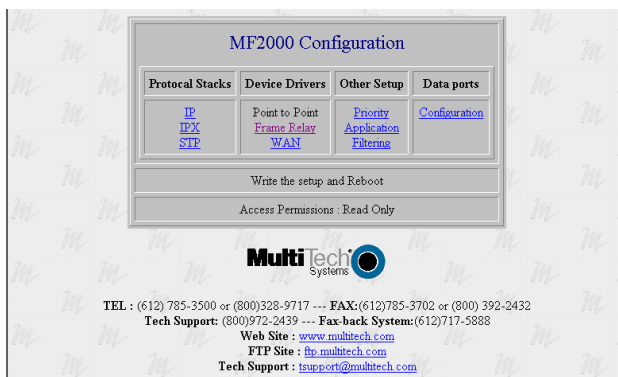 MF2000 Configuration
Protocal Stacks Device Drivers Other Setup Data ports
IP Point to Point Priority Configuration
IPX Frame Relay Application
STP WAN Filtering
Write the setup and Reboot
Access Permissions : Read Only
MultiTech
Systems
TEL : (612) 785-3500 or (800)328-9717 --- FAX:(612)785-3702 or (800) 392-2432
Tech Support: (800)972-2439 --- Fax-back System:(612)717-5888
Web Site : www.multitech.com
FTP Site : ftp.multitech.com
Tech Support : tsupport@multitech.com